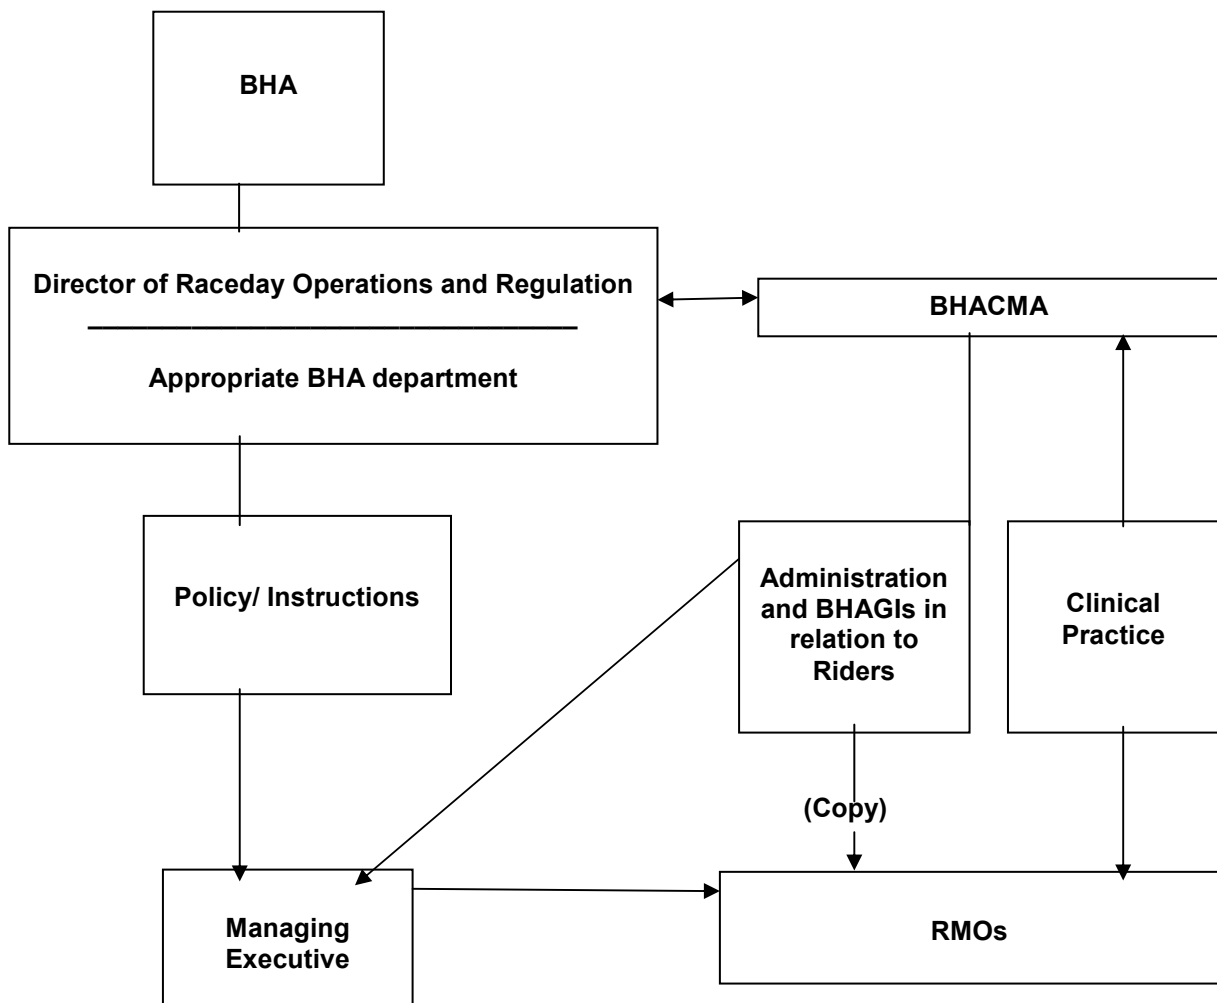 BHA
Director of Raceday Operations and Regulation
Appropriate BHA department
BHACMA
Policy/ Instructions
Administration
and BHAGIs in
relation to
Riders
Clinical
Practice
(Copy)
Managing
Executive
RMOs